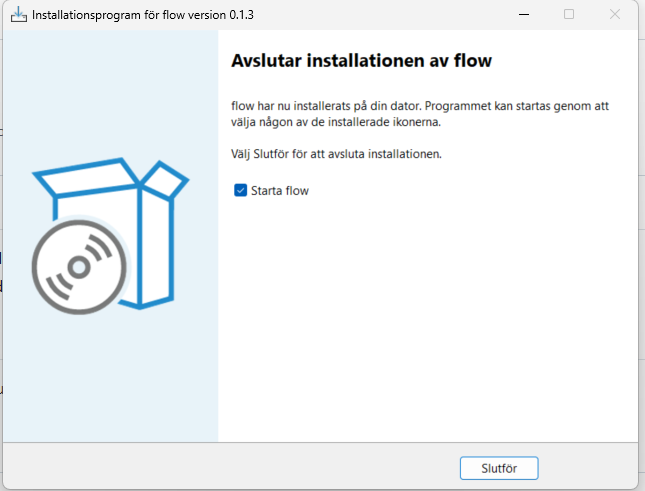 Installationsprogram för flow version 0.1.3
Avslutar installationen av flow
flow har nu installerats på din dator. Programmet kan startas genom att
välja någon av de installerade ikonerna.
Välj Slutför för att avsluta installationen.
Starta flow
Slutför